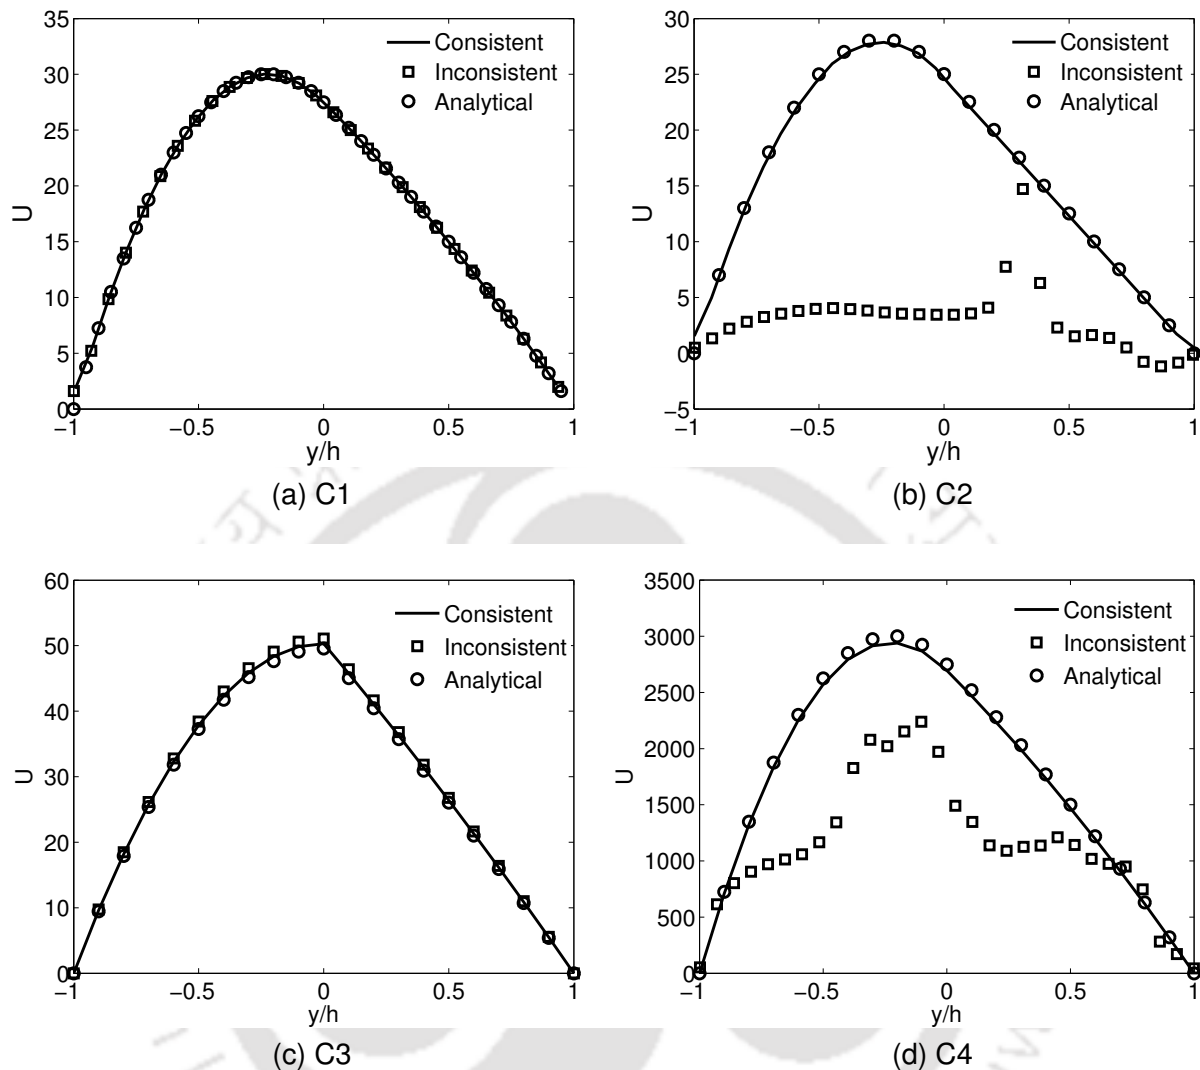 35
30
25
20
15
10
5
0
−1
−0.5
0
0.5
1
U
y/h
Consistent
Inconsistent
Analytical
(a) C1
30
25
20
15
10
5
0
−5
−1
−0.5
0
0.5
1
U
y/h
Consistent
Inconsistent
Analytical
(b) C2
60
50
40
30
20
10
0
−1
−0.5
0
0.5
1
U
y/h
Consistent
Inconsistent
Analytical
(c) C3
3500
3000
2500
2000
1500
1000
500
0
−1
−0.5
0
0.5
1
U
y/h
Consistent
Inconsistent
Analytical
(d) C4